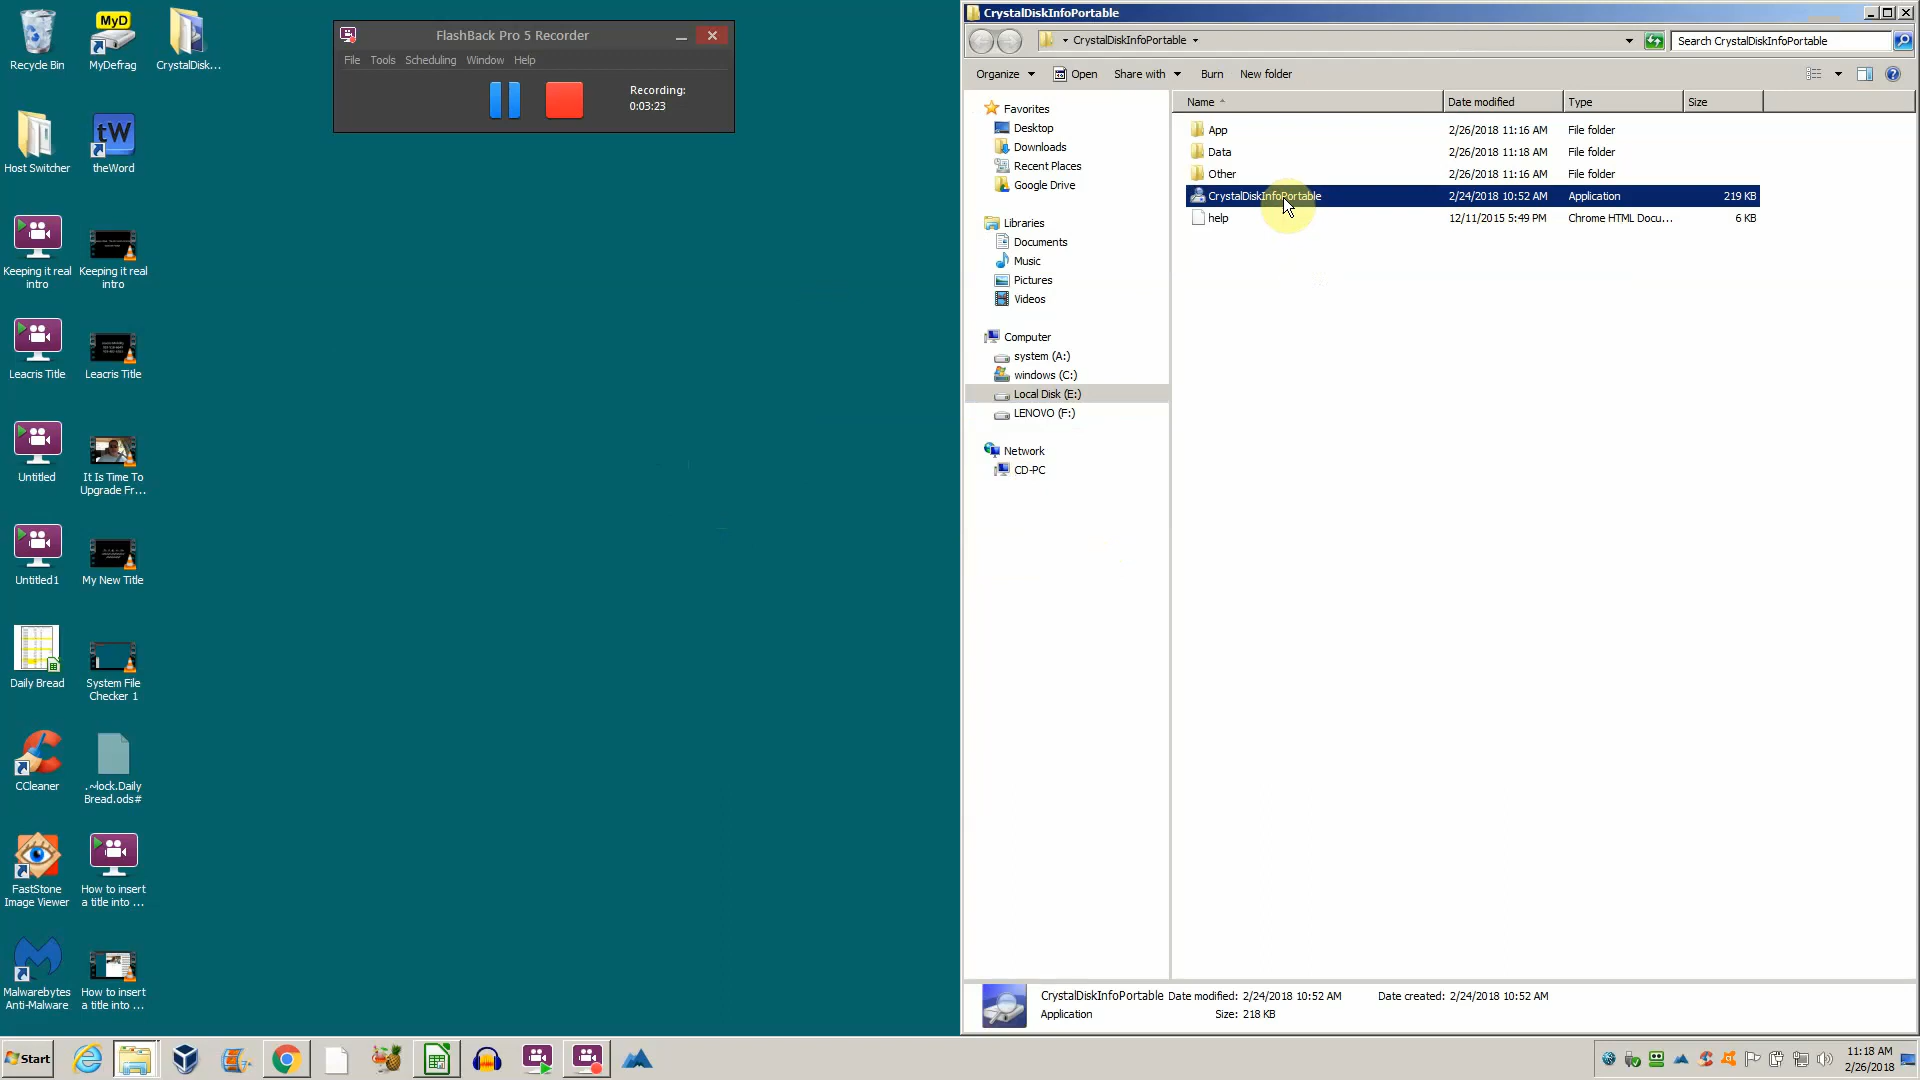 Recycle Bin
MyD
MyDefrag
CrystalDisk...
Host Switcher
tW
theWord
Keeping it real
intro
Keeping it real
intro
Leacris Title
Leacris Title
Untitled
It Is Time To
Upgrade Fr...
Untitled1
My New Title
Daily Bread
System File
Checker 1
CCleaner
.~lock.Daily
Bread.ods#
FastStone
Image Viewer
How to insert
a title into ...
Malwarebytes
Anti-Malware
How to insert
a title into ...
FlashBack Pro 5 Recorder
File Tools Scheduling Window Help
Recording:
0:03:23
CrystalDiskInfoPortable
CrystalDiskInfoPortable
Search CrystalDiskInfoPortable
Organize Open Share with Burn New folder
Favorites
Desktop
Downloads
Recent Places
Google Drive
Libraries
Documents
Music
Pictures
Videos
Computer
system (A:)
windows (C:)
Local Disk (E:)
LENOVO (F:)
Network
CD-PC
Name Date modified Type Size
App 2/26/2018 11:16 AM File folder
Data 2/26/2018 11:18 AM File folder
Other 2/26/2018 11:16 AM File folder
CrystalDiskInfoPortable 2/24/2018 10:52 AM Application 219 KB
help 12/11/2015 5:49 PM Chrome HTML Docu... 6 KB
CrystalDiskInfoPortable Date modified: 2/24/2018 10:52 AM Date created: 2/24/2018 10:52 AM
Application Size: 218 KB
Start
11:18 AM
2/26/2018